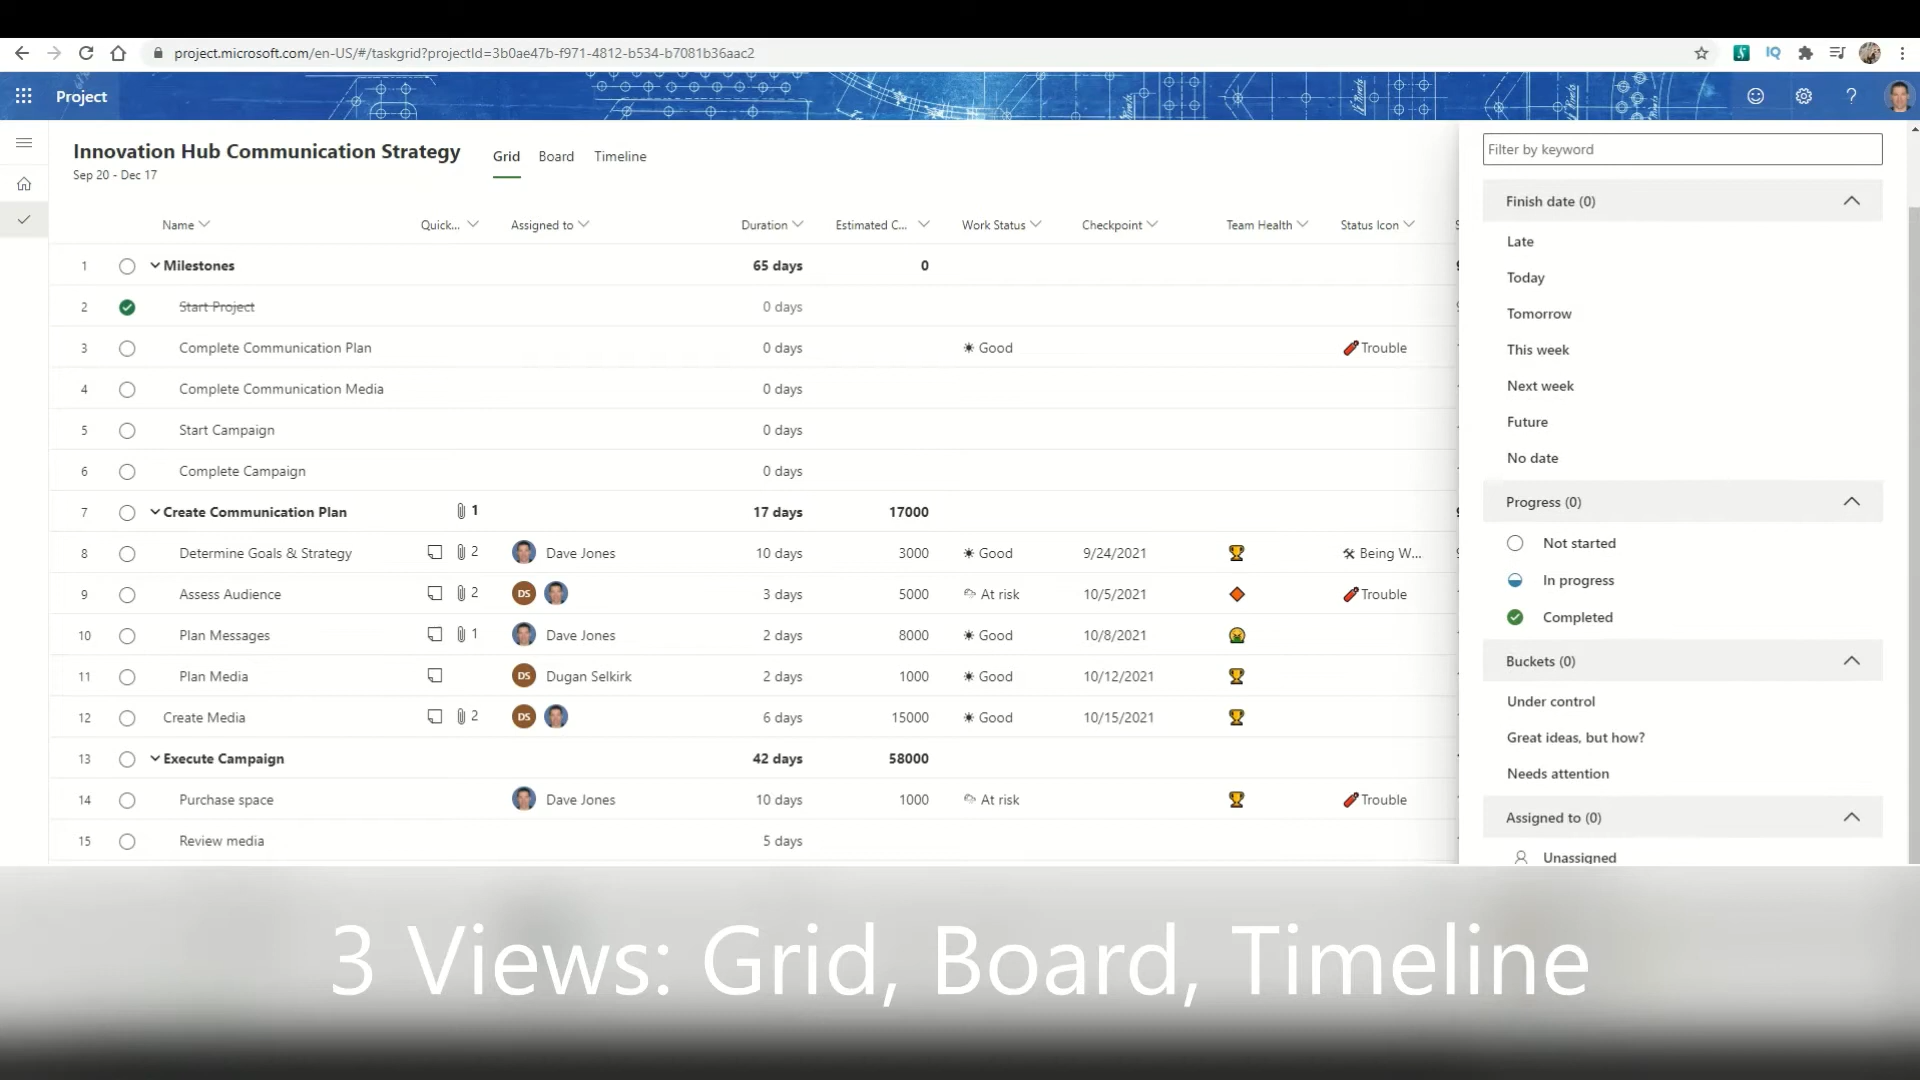 project.microsoft.com/en-US/#/taskgrid?projectId=3b0ae47b-f971-4812-b534-b7081b36aac2
Project
Innovation Hub Communication Strategy
Sep 20 - Dec 17
Grid Board Timeline
Name Quick... Assigned to Duration Estimated C... Work Status Checkpoint Team Health Status Icon
1 Milestones 65 days 0
2 Start Project 0 days
3 Complete Communication Plan 0 days Good Trouble
4 Complete Communication Media 0 days
5 Start Campaign 0 days
6 Complete Campaign 0 days
7 Create Communication Plan 1 17 days 17000
8 Determine Goals & Strategy 2 Dave Jones 10 days 3000 Good 9/24/2021 Being W...
9 Assess Audience 2 DS 3 days 5000 At risk 10/5/2021 Trouble
10 Plan Messages 1 Dave Jones 2 days 8000 Good 10/8/2021
11 Plan Media DS Dugan Selkirk 2 days 1000 Good 10/12/2021
12 Create Media 2 DS 6 days 15000 Good 10/15/2021
13 Execute Campaign 42 days 58000
14 Purchase space Dave Jones 10 days 1000 At risk Trouble
15 Review media 5 days
Filter by keyword
Finish date (0)
Late
Today
Tomorrow
This week
Next week
Future
No date
Progress (0)
Not started
In progress
Completed
Buckets (0)
Under control
Great ideas, but how?
Needs attention
Assigned to (0)
Unassigned
3 Views: Grid, Board, Timeline